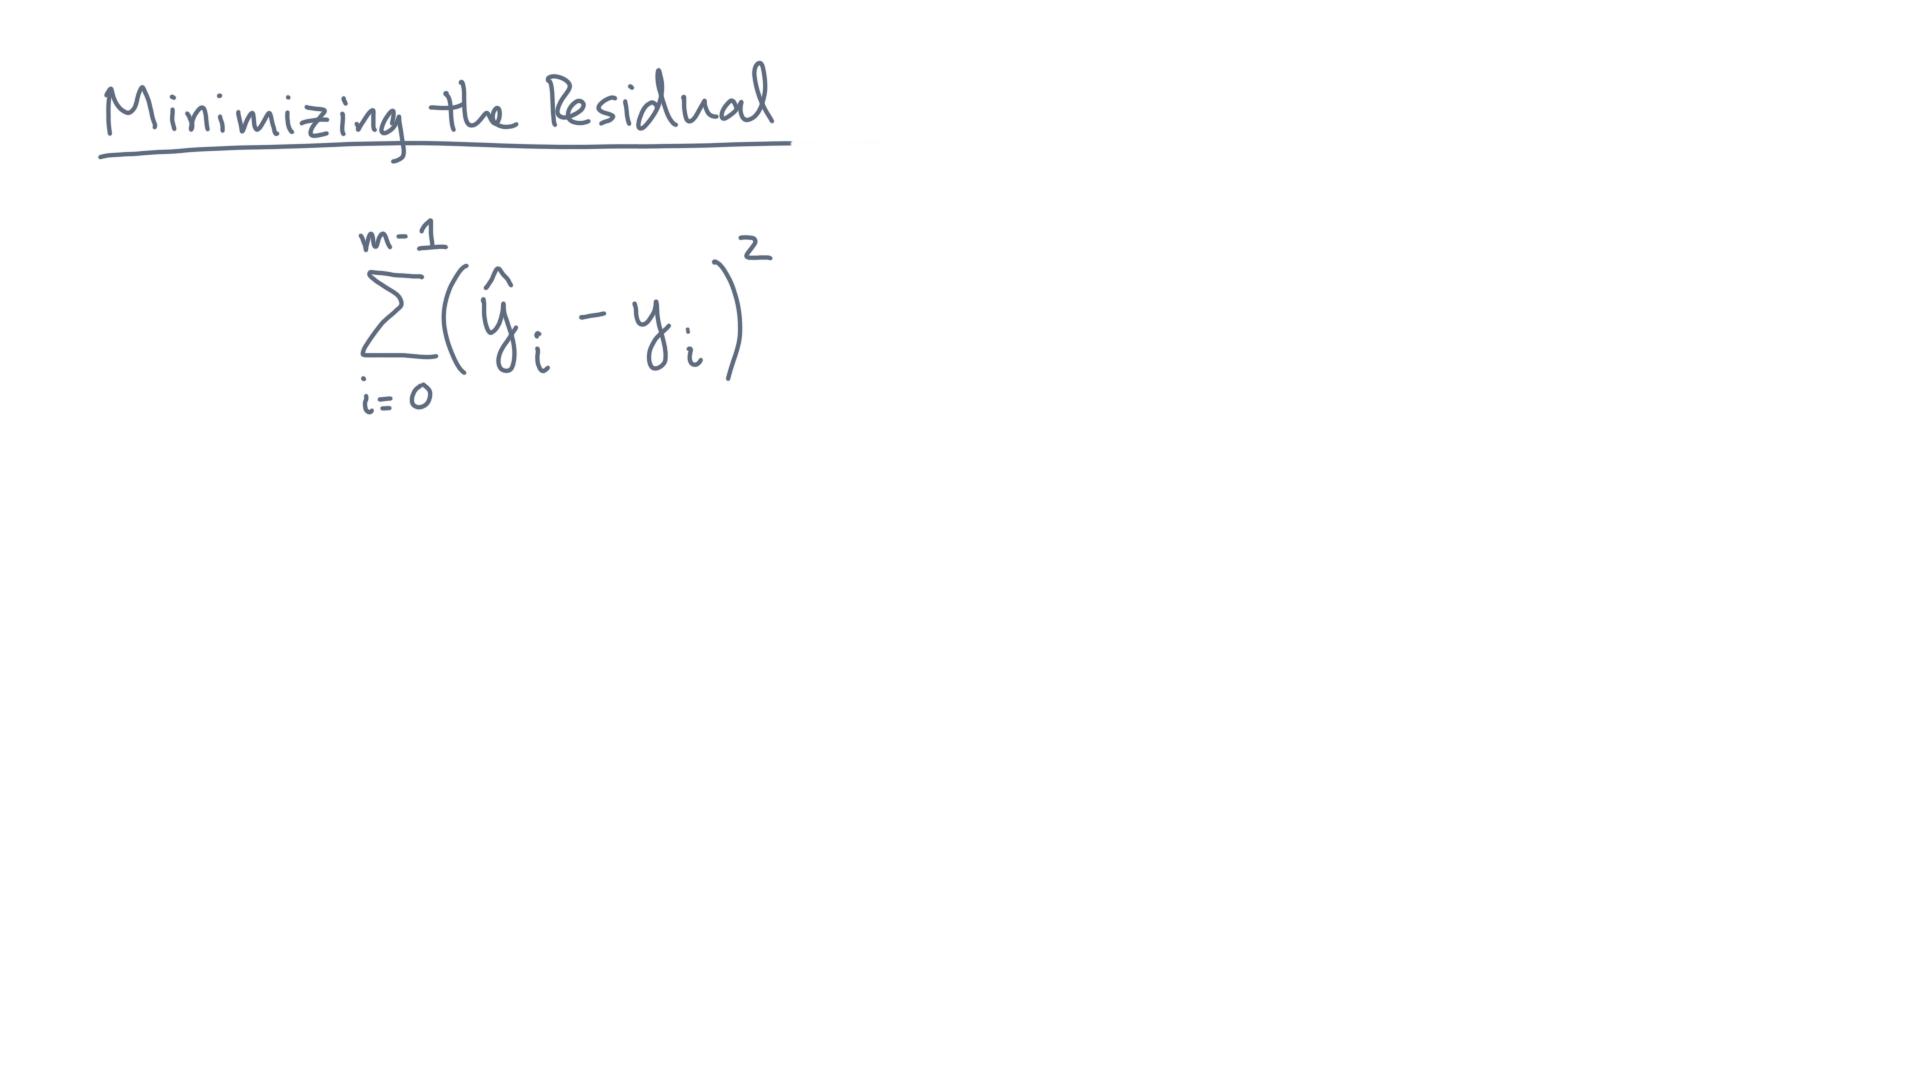 Minimizing the Residual
m-1
∑(ŷᵢ - yᵢ)²
i=0